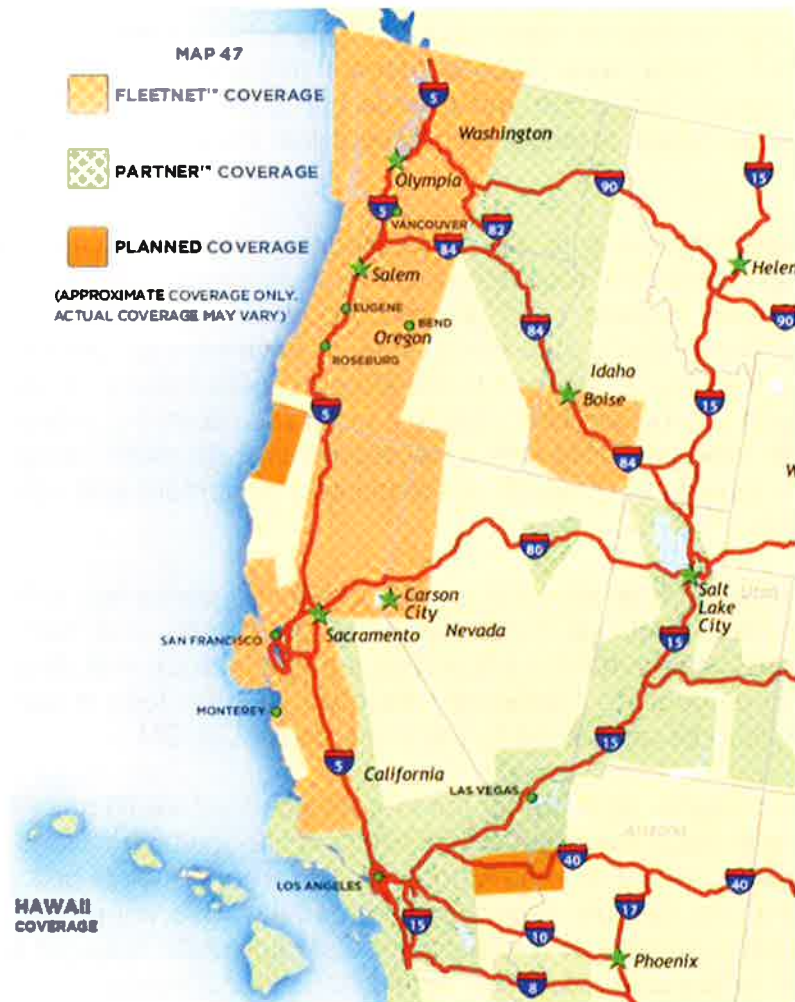 MAP 47
FLEETNET™ COVERAGE
PARTNER™ COVERAGE
PLANNED COVERAGE
(APPROXIMATE COVERAGE ONLY.
ACTUAL COVERAGE MAY VARY)
5
Washington
Olympia
90
15
5
VANCOUVER
82
84
Helen
Salem
EUGENE
BEND
Oregon
ROSEBURG
84
90
Idaho
Boise
15
5
84
W
80
Carson
City
Salt
Lake
City
Utah
SAN FRANCISCO
Sacramento
Nevada
15
MONTEREY
15
5
California
LAS VEGAS
Arizona
40
LOS ANGELES
40
HAWAII
COVERAGE
15
10
17
Phoenix
8